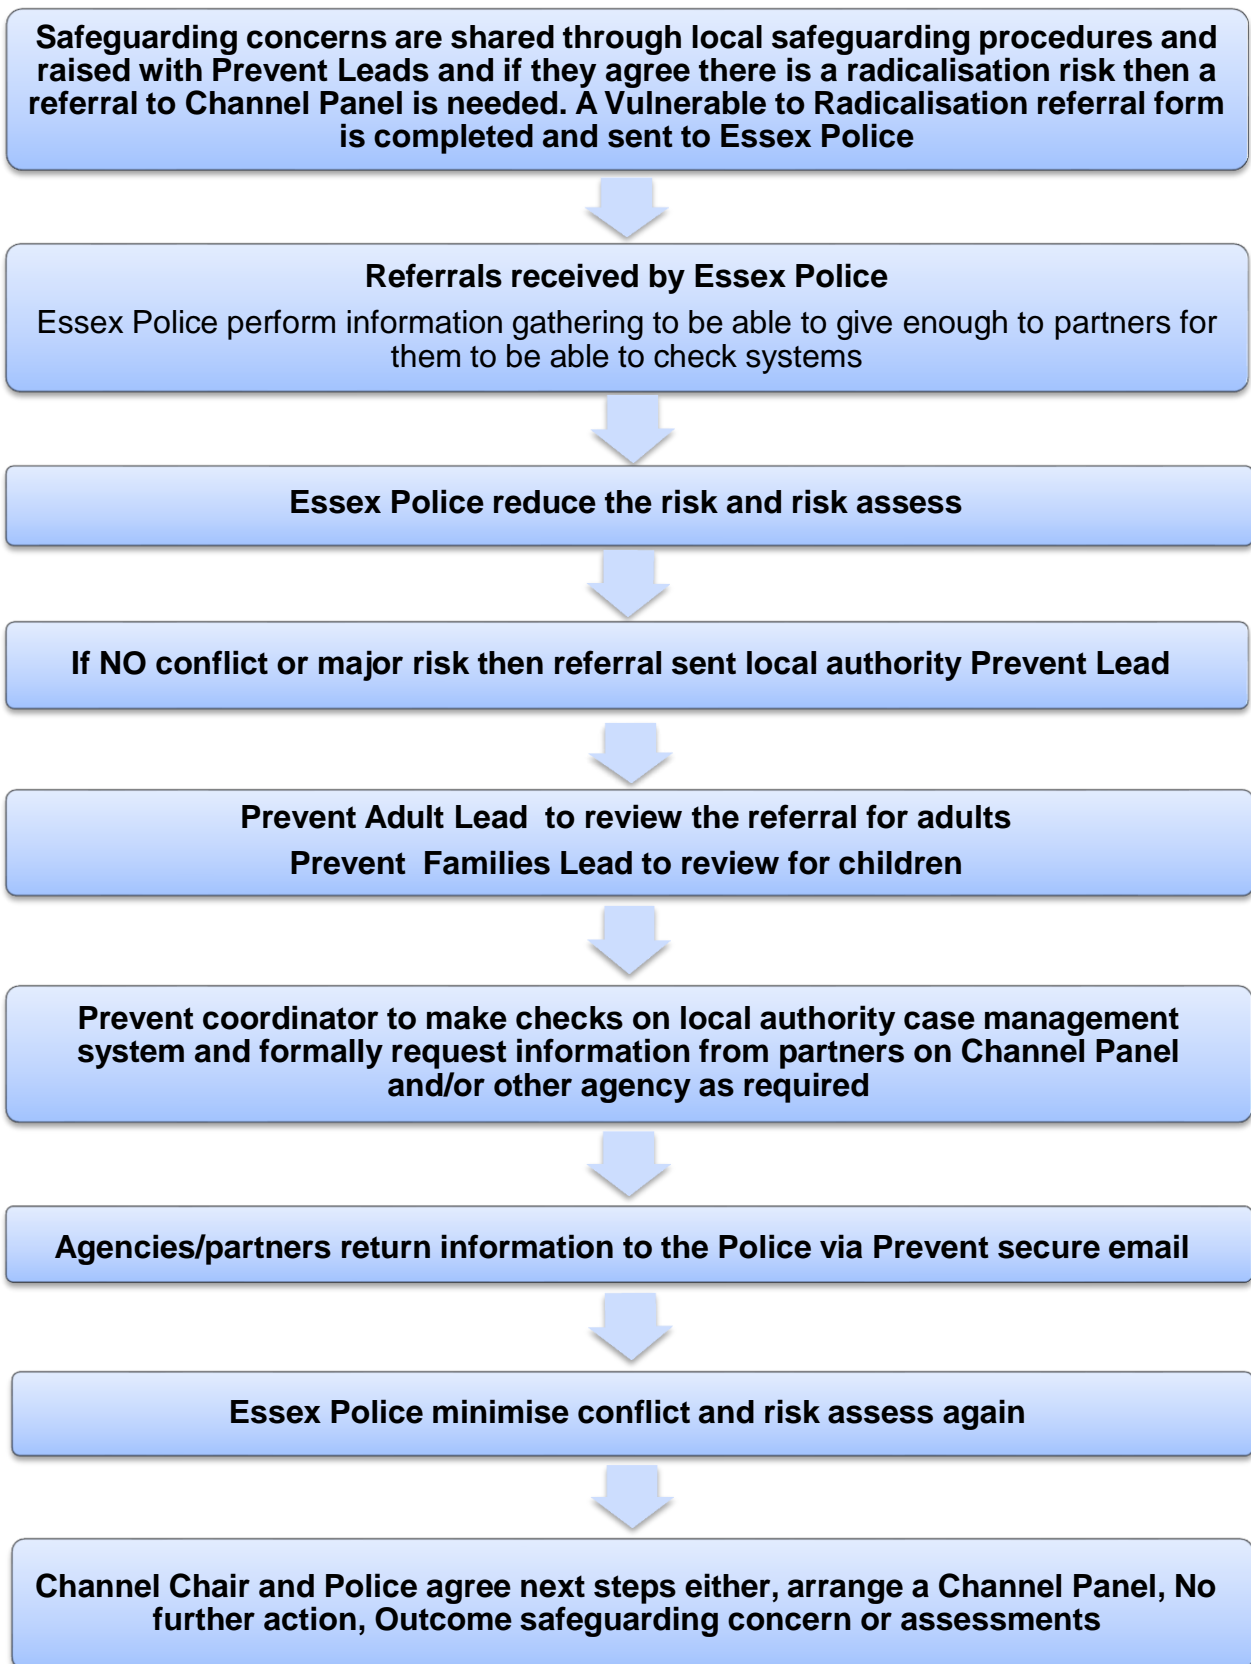 Safeguarding concerns are shared through local safeguarding procedures and
raised with Prevent Leads and if they agree there is a radicalisation risk then a
referral to Channel Panel is needed. A Vulnerable to Radicalisation referral form
is completed and sent to Essex Police
Referrals received by Essex Police
Essex Police perform information gathering to be able to give enough to partners for
them to be able to check systems
Essex Police reduce the risk and risk assess
If NO conflict or major risk then referral sent local authority Prevent Lead
Prevent Adult Lead to review the referral for adults
Prevent Families Lead to review for children
Prevent coordinator to make checks on local authority case management
system and formally request information from partners on Channel Panel
and/or other agency as required
Agencies/partners return information to the Police via Prevent secure email
Essex Police minimise conflict and risk assess again
Channel Chair and Police agree next steps either, arrange a Channel Panel, No
further action, Outcome safeguarding concern or assessments